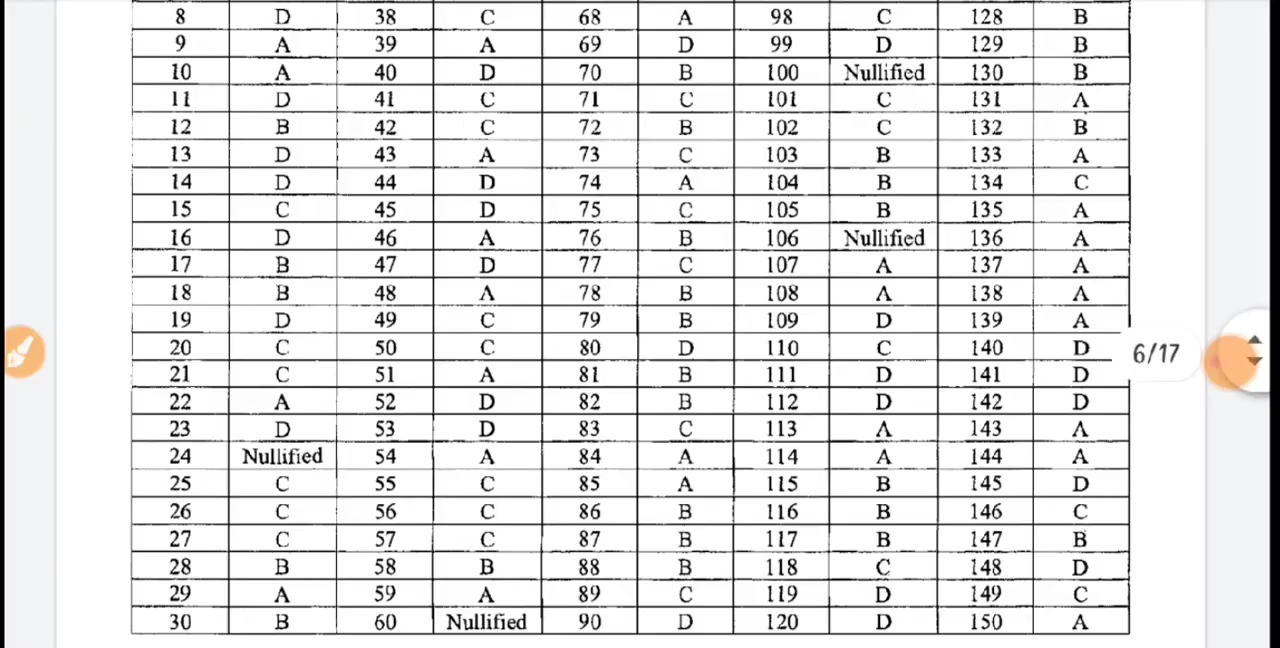 8 D 38 C 68 A 98 C 128 B
9 A 39 A 69 D 99 D 129 B
10 A 40 D 70 B 100 Nullified 130 B
11 D 41 C 71 C 101 C 131 A
12 B 42 C 72 B 102 C 132 B
13 D 43 A 73 C 103 B 133 A
14 D 44 D 74 A 104 B 134 C
15 C 45 D 75 C 105 B 135 A
16 D 46 A 76 B 106 Nullified 136 A
17 B 47 D 77 C 107 A 137 A
18 B 48 A 78 B 108 A 138 A
19 D 49 C 79 B 109 D 139 A
20 C 50 C 80 D 110 C 140 D
6/17
21 C 51 A 81 B 111 D 141 D
22 A 52 D 82 B 112 D 142 D
23 D 53 D 83 C 113 A 143 A
24 Nullified 54 A 84 A 114 A 144 A
25 C 55 C 85 A 115 B 145 D
26 C 56 C 86 B 116 B 146 C
27 C 57 C 87 B 117 B 147 B
28 B 58 B 88 B 118 C 148 D
29 A 59 A 89 C 119 D 149 C
30 B 60 Nullified 90 D 120 D 150 A